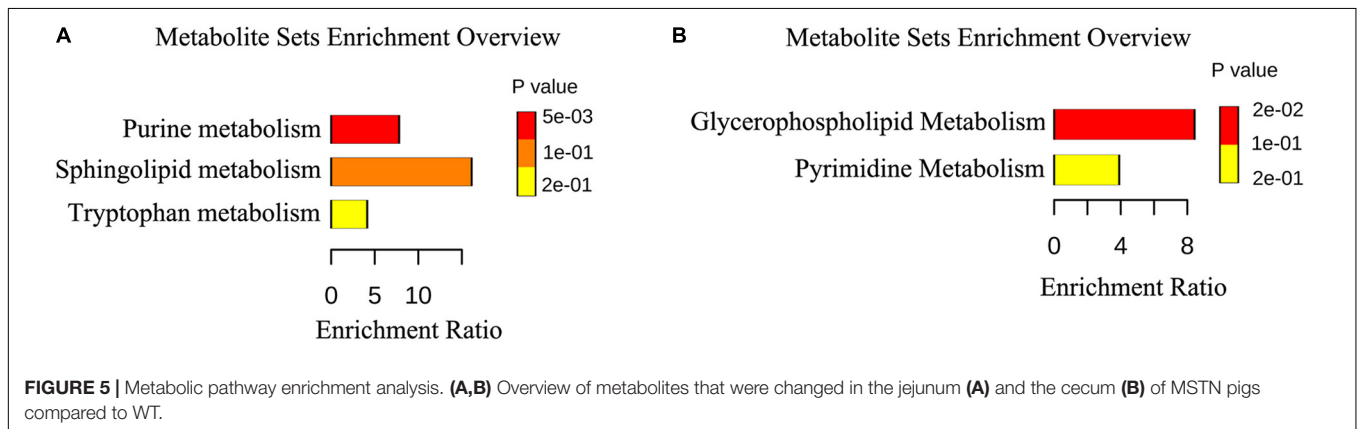 A
Metabolite Sets Enrichment Overview
P value
5e-03
1e-01
2e-01
Purine metabolism
Sphingolipid metabolism
Tryptophan metabolism
0 5 10
Enrichment Ratio
B
Metabolite Sets Enrichment Overview
P value
2e-02
1e-01
2e-01
Glycerophospholipid Metabolism
Pyrimidine Metabolism
0 4 8
Enrichment Ratio
FIGURE 5 | Metabolic pathway enrichment analysis. (A,B) Overview of metabolites that were changed in the jejunum (A) and the cecum (B) of MSTN pigs
compared to WT.